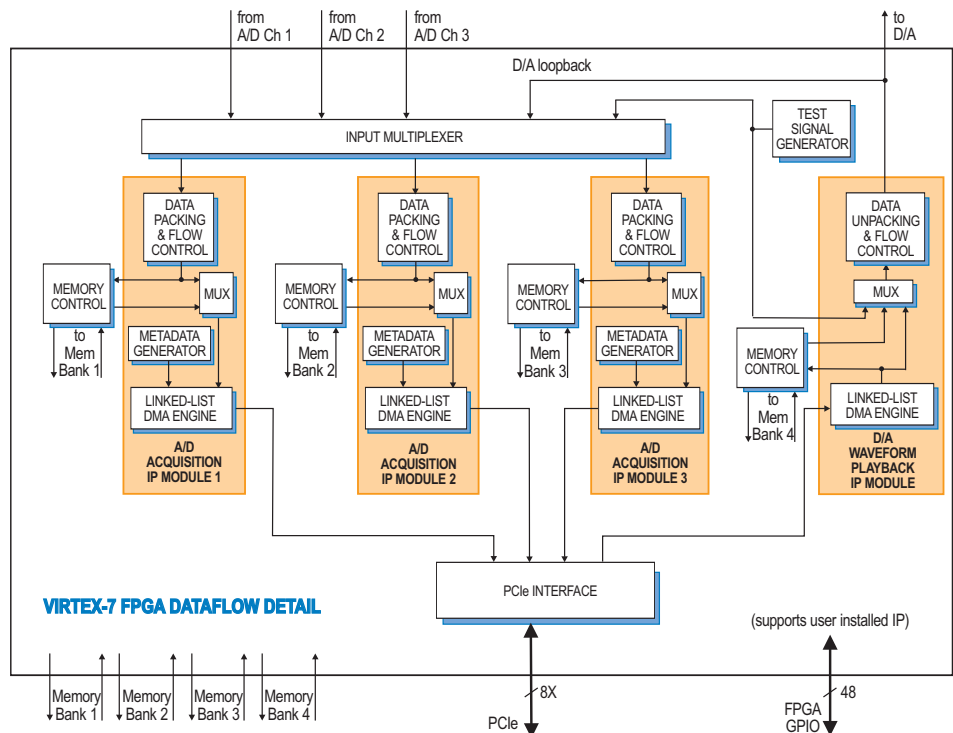 from
A/D Ch 1
from
A/D Ch 2
from
A/D Ch 3
to
D/A
D/A loopback
INPUT MULTIPLEXER
TEST
SIGNAL
GENERATOR
DATA
PACKING
& FLOW
CONTROL
MEMORY
CONTROL
MUX
to
Mem
Bank 1
METADATA
GENERATOR
LINKED-LIST
DMA ENGINE
A/D
ACQUISITION
IP MODULE 1
DATA
PACKING
& FLOW
CONTROL
MEMORY
CONTROL
MUX
to
Mem
Bank 2
METADATA
GENERATOR
LINKED-LIST
DMA ENGINE
A/D
ACQUISITION
IP MODULE 2
DATA
PACKING
& FLOW
CONTROL
MEMORY
CONTROL
MUX
to
Mem
Bank 3
METADATA
GENERATOR
LINKED-LIST
DMA ENGINE
A/D
ACQUISITION
IP MODULE 3
DATA
UNPACKING
& FLOW
CONTROL
MUX
MEMORY
CONTROL
to
Mem
Bank 4
LINKED-LIST
DMA ENGINE
D/A
WAVEFORM
PLAYBACK
IP MODULE
PCIe INTERFACE
VIRTEX-7 FPGA DATAFLOW DETAIL
(supports user installed IP)
Memory
Bank 1
Memory
Bank 2
Memory
Bank 3
Memory
Bank 4
8X
PCIe
48
FPGA
GPIO